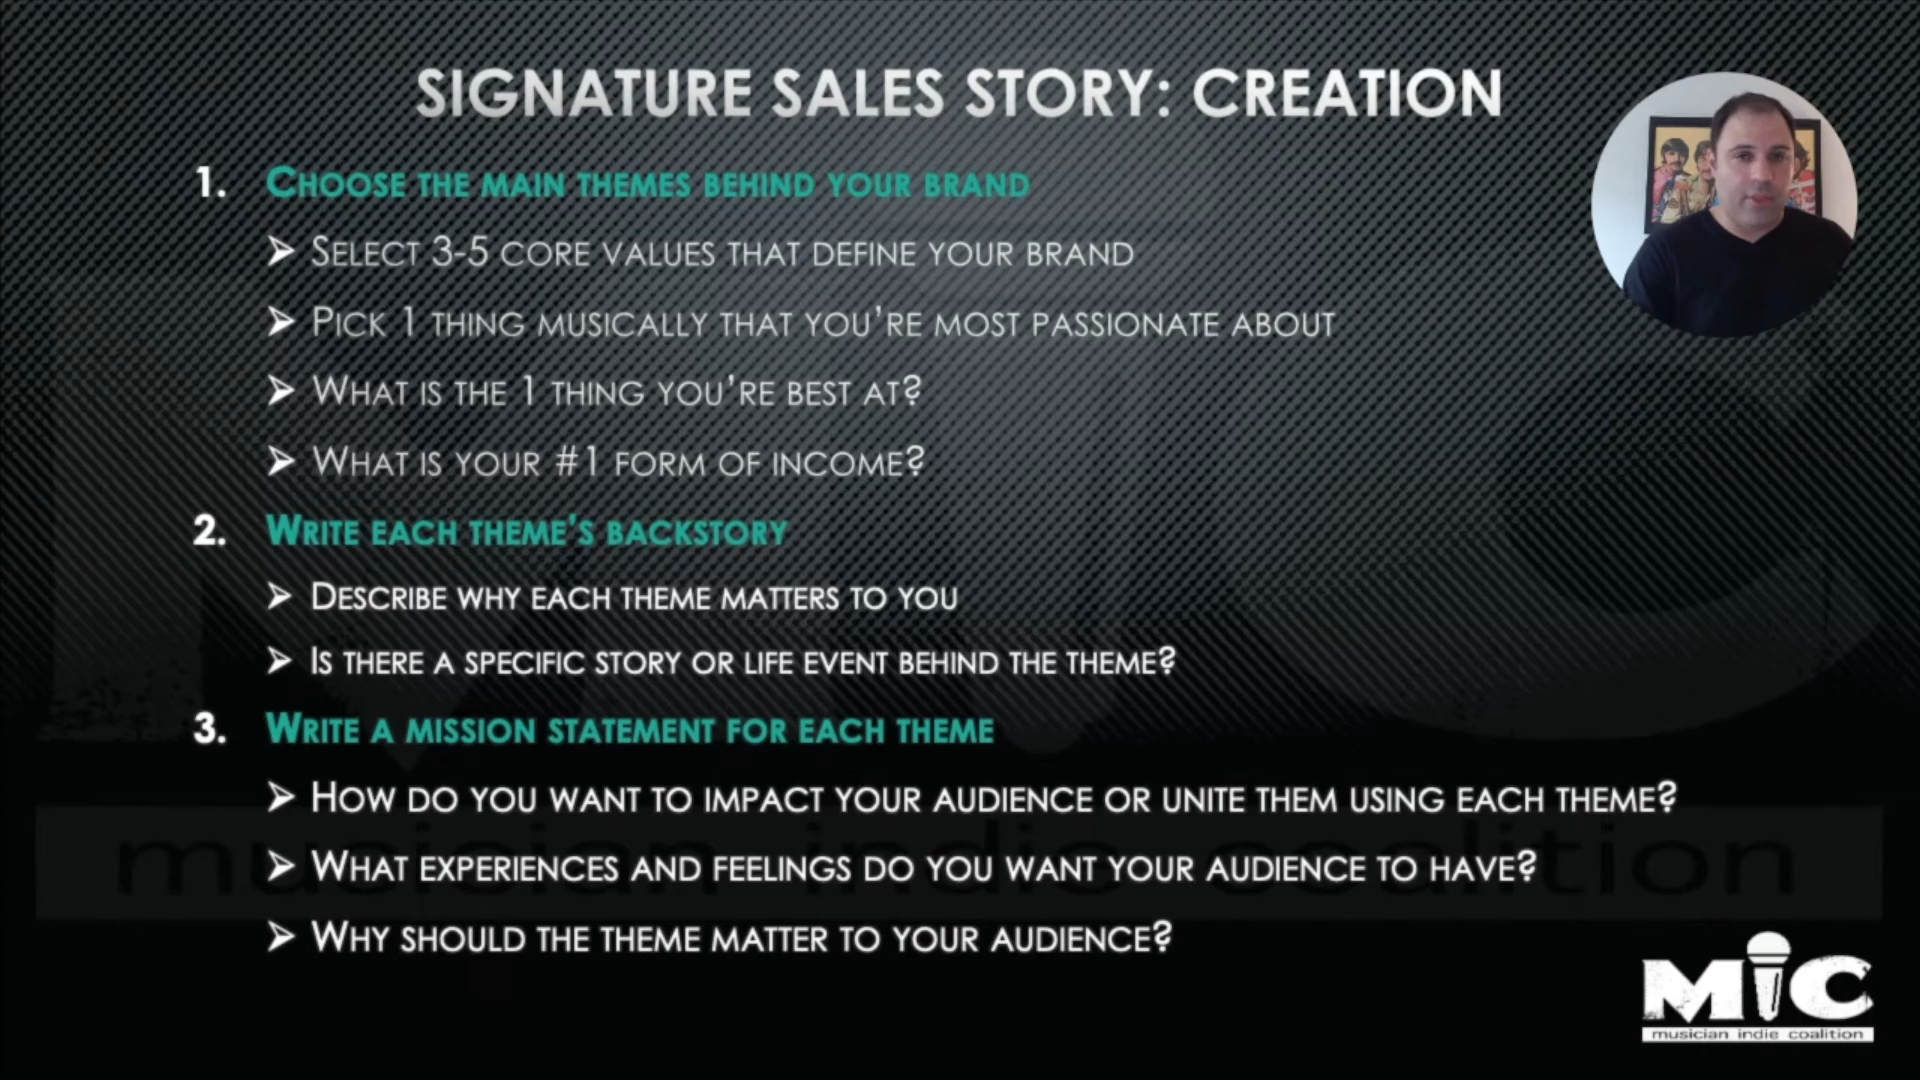 SIGNATURE SALES STORY: CREATION
1. CHOOSE THE MAIN THEMES BEHIND YOUR BRAND
➤ SELECT 3-5 CORE VALUES THAT DEFINE YOUR BRAND
➤ PICK 1 THING MUSICALLY THAT YOU'RE MOST PASSIONATE ABOUT
➤ WHAT IS THE 1 THING YOU'RE BEST AT?
➤ WHAT IS YOUR #1 FORM OF INCOME?
2. WRITE EACH THEME'S BACKSTORY
➤ DESCRIBE WHY EACH THEME MATTERS TO YOU
➤ IS THERE A SPECIFIC STORY OR LIFE EVENT BEHIND THE THEME?
3. WRITE A MISSION STATEMENT FOR EACH THEME
➤ HOW DO YOU WANT TO IMPACT YOUR AUDIENCE OR UNITE THEM USING EACH THEME?
➤ WHAT EXPERIENCES AND FEELINGS DO YOU WANT YOUR AUDIENCE TO HAVE?
➤ WHY SHOULD THE THEME MATTER TO YOUR AUDIENCE?
musician indie coalition
MiC
musician indie coalition